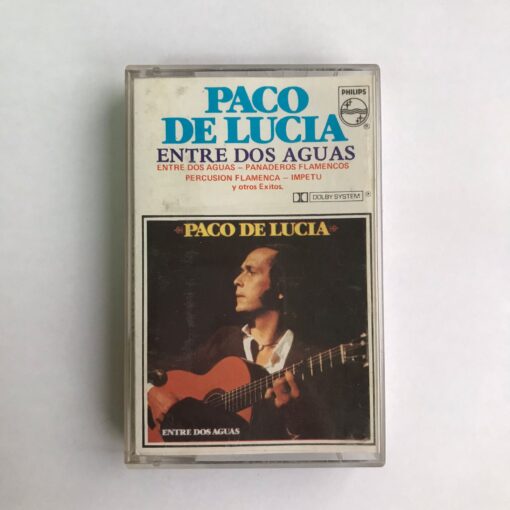 PHILIPS
PACO
DE LUCIA
ENTRE DOS AGUAS
ENTRE DOS AGUAS – PANADEROS FLAMENCOS
PERCUSION FLAMENCA – IMPETU
y otros Exitos.
DOLBY SYSTEM ®
PACO DE LUCIA
ENTRE DOS AGUAS